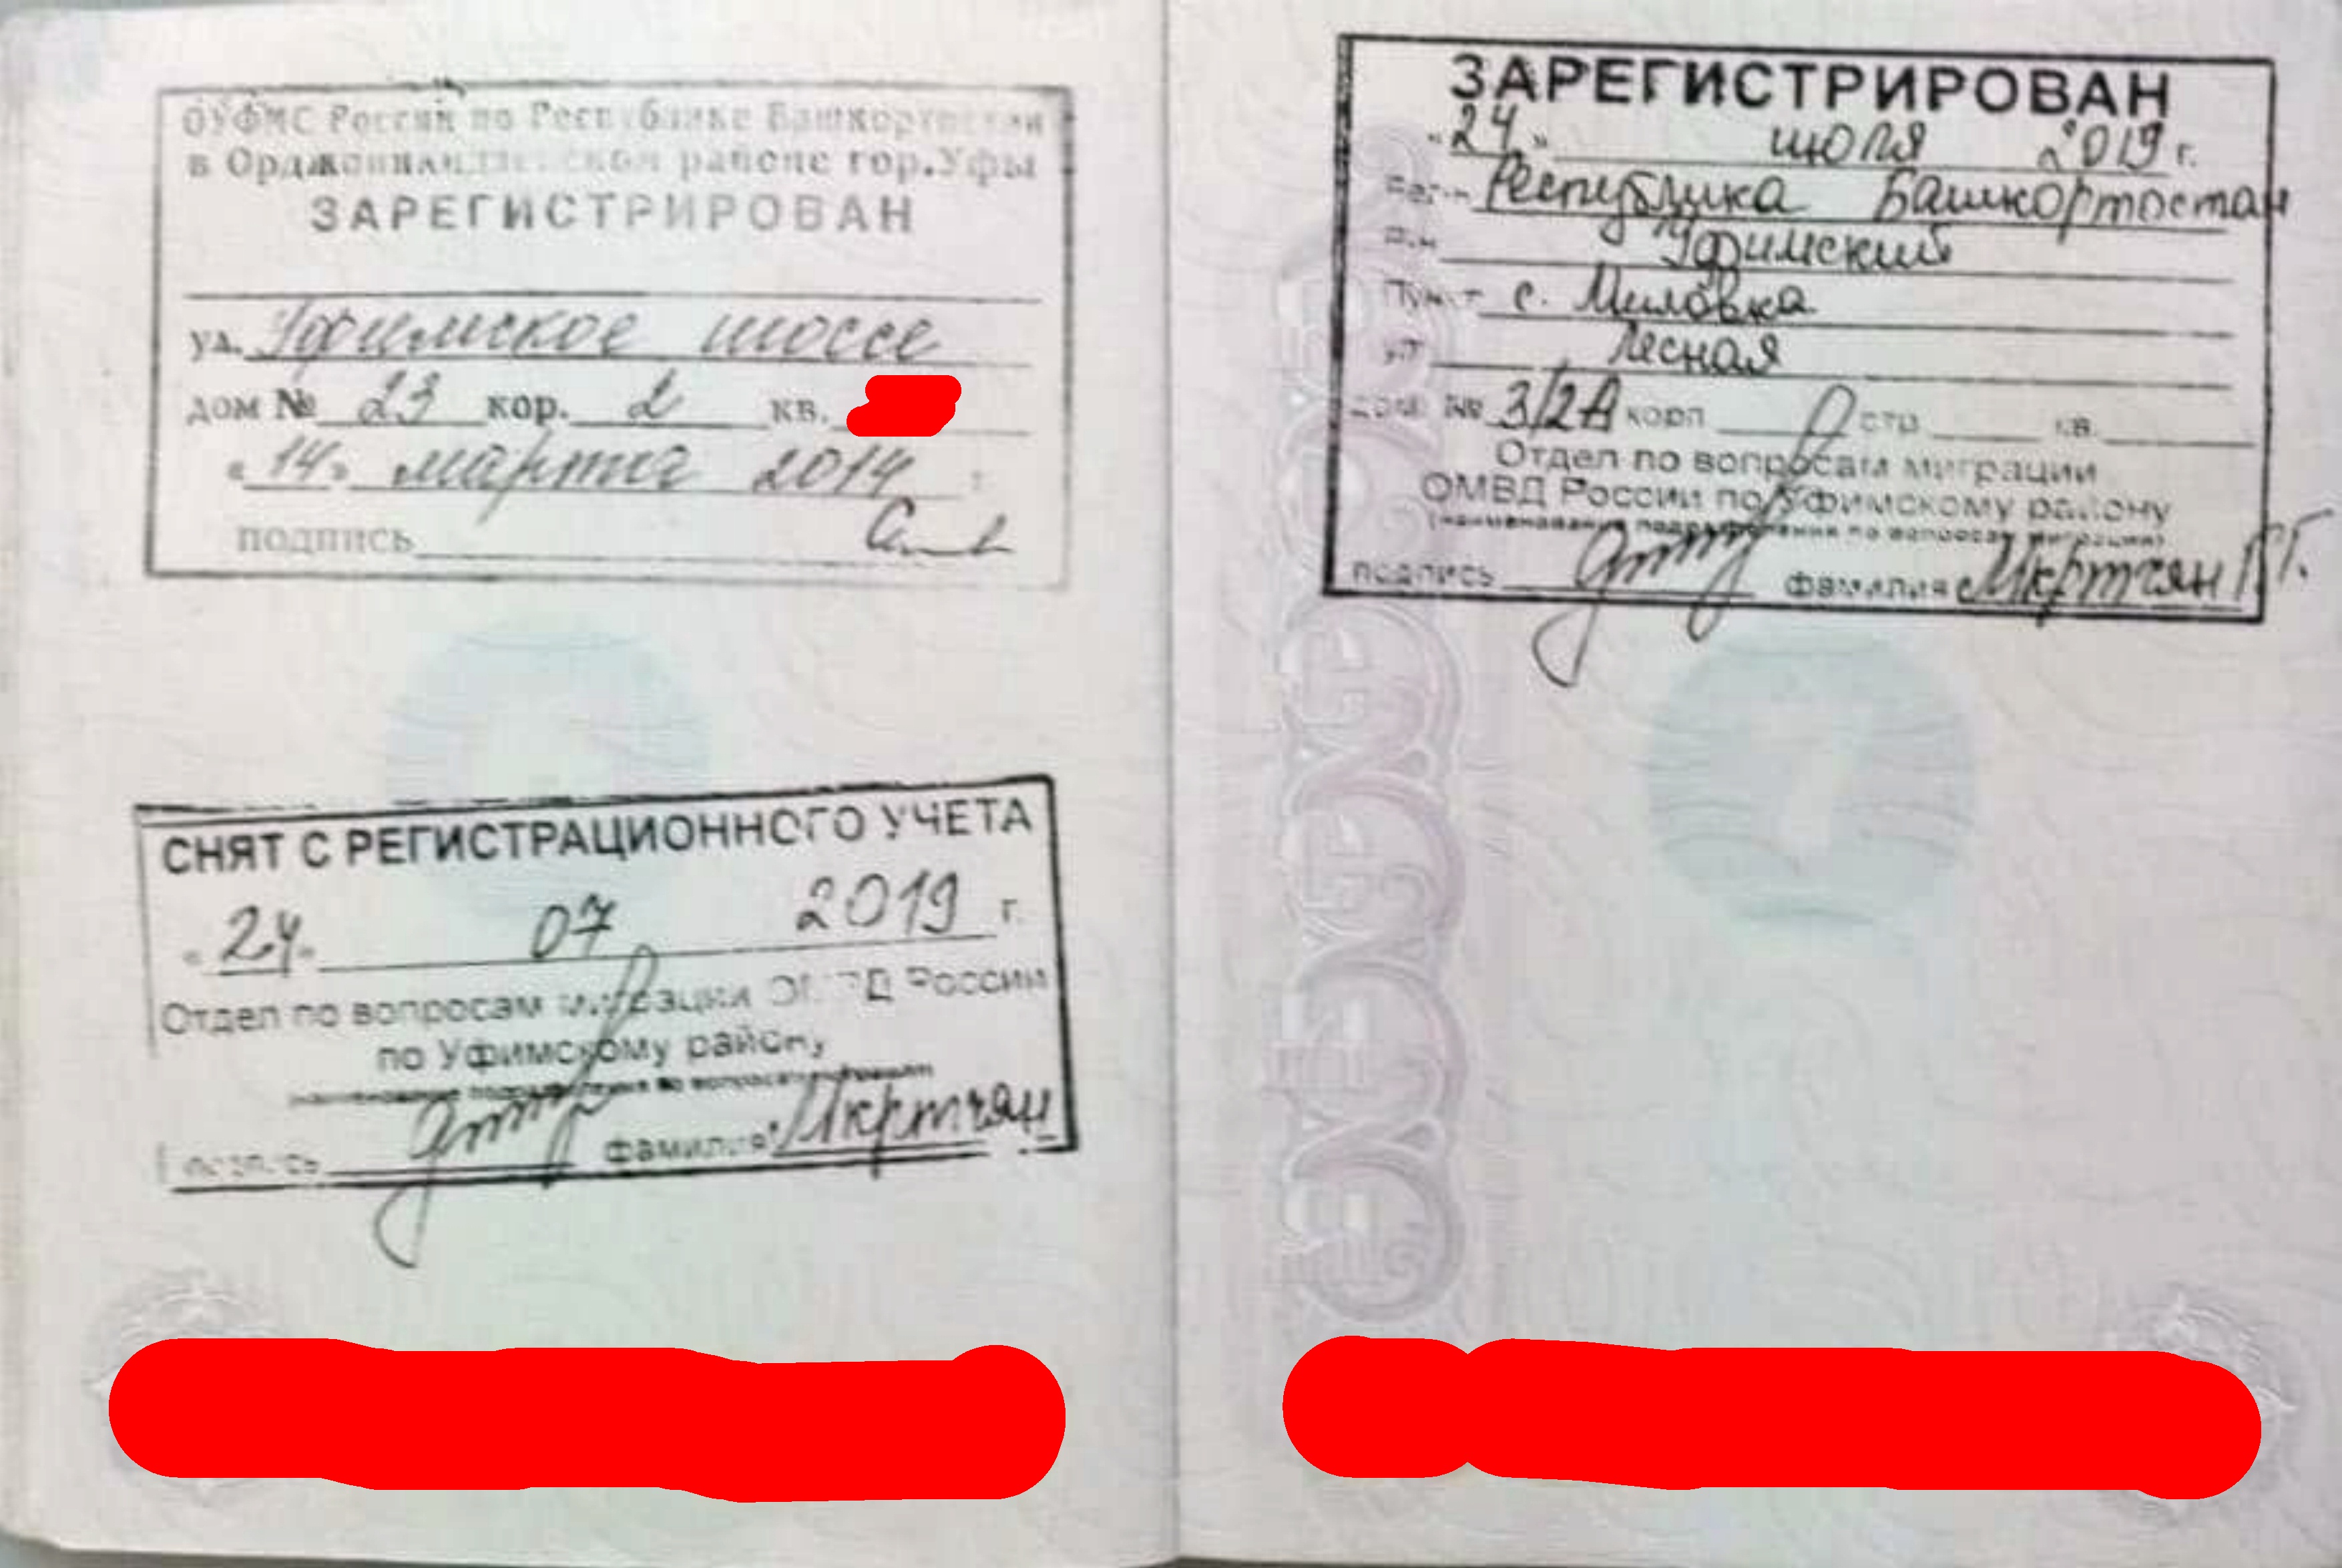 ОУФМС России по Республике Башкортостан
в Орджоникидзевском районе гор.Уфы
ЗАРЕГИСТРИРОВАН
ул. Уфимское шоссе
дом № 23 кор. 2 кв.
«14» марта 2014 г.
подпись
СНЯТ С РЕГИСТРАЦИОННОГО УЧЕТА
«24» 07 2019 г.
Отдел по вопросам миграции ОМВД России
по Уфимскому району
(наименование подразделения по вопросам миграции)
подпись фамилия Мкртчян
ЗАРЕГИСТРИРОВАН
«24» июля 2019 г.
Рег-н Республика Башкортостан
Р-н Уфимский
Пункт с. Миловка
ул. Лесная
дом № 3/2А корп. стр. кв.
Отдел по вопросам миграции
ОМВД России по Уфимскому району
(наименование подразделения по вопросам миграции)
подпись фамилия Мкртчян Г.Г.